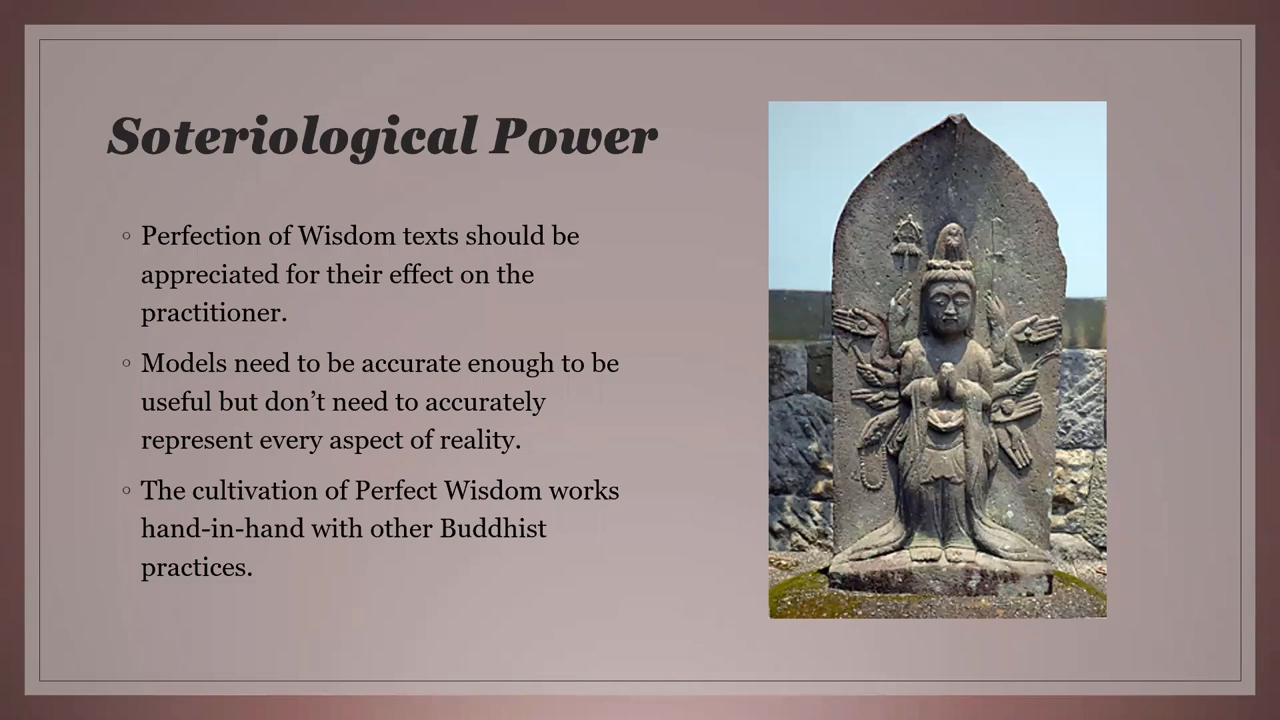 Soteriological Power
◦ Perfection of Wisdom texts should be
appreciated for their effect on the
practitioner.
◦ Models need to be accurate enough to be
useful but don’t need to accurately
represent every aspect of reality.
◦ The cultivation of Perfect Wisdom works
hand-in-hand with other Buddhist
practices.